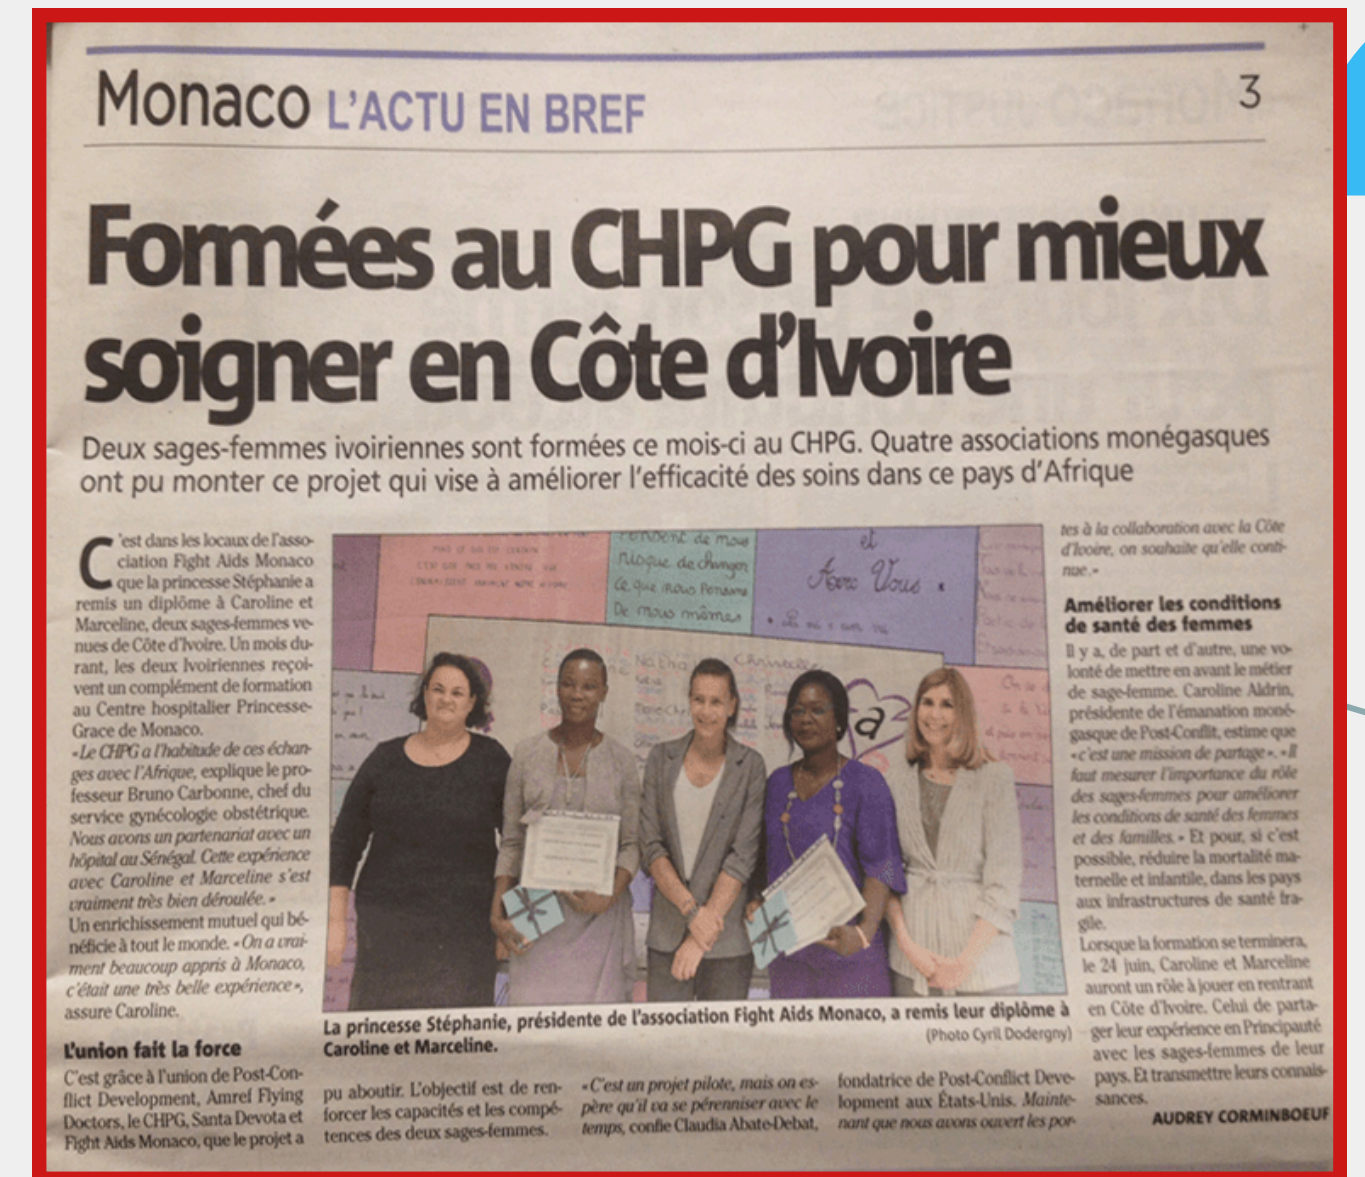 Monaco L'ACTU EN BREF
3
Formées au CHPG pour mieux
soigner en Côte d'Ivoire
Deux sages-femmes ivoiriennes sont formées ce mois-ci au CHPG. Quatre associations monégasques
ont pu monter ce projet qui vise à améliorer l'efficacité des soins dans ce pays d'Afrique
C'est dans les locaux de l'asso-
ciation Fight Aids Monaco
que la princesse Stéphanie a
remis un diplôme à Caroline et
Marceline, deux sages-femmes ve-
nues de Côte d'Ivoire. Un mois du-
rant, les deux Ivoiriennes reçoi-
vent un complément de formation
au Centre hospitalier Princesse-
Grace de Monaco.
« Le CHPG a l'habitude de ces échan-
ges avec l'Afrique, explique le pro-
fesseur Bruno Carbonne, chef du
service gynécologie obstétrique.
Nous avons un partenariat avec un
hôpital au Sénégal. Cette expérience
avec Caroline et Marceline s'est
vraiment très bien déroulée. »
Un enrichissement mutuel qui bé-
néficie à tout le monde. « On a vrai-
ment beaucoup appris à Monaco,
c'était une très belle expérience »,
assure Caroline.
L'union fait la force
C'est grâce à l'union de Post-Con-
flict Development, Amref Flying
Doctors, le CHPG, Santa Devota et
Fight Aids Monaco, que le projet a
consent de mous
risque de changer
ce que nous Pensons
De mous mêmes
et
Avec Vous
Natha
Christelle
a²
La princesse Stéphanie, présidente de l'association Fight Aids Monaco, a remis leur diplôme à
Caroline et Marceline.
(Photo Cyril Dodergny)
pu aboutir. L'objectif est de ren-
forcer les capacités et les compé-
tences des deux sages-femmes.
« C'est un projet pilote, mais on es-
père qu'il va se pérenniser avec le
temps, confie Claudia Abate-Debat,
fondatrice de Post-Conflict Deve-
lopment aux États-Unis. Mainte-
nant que nous avons ouvert les por-
tes à la collaboration avec la Côte
d'Ivoire, on souhaite qu'elle conti-
nue. »
Améliorer les conditions
de santé des femmes
Il y a, de part et d'autre, une vo-
lonté de mettre en avant le métier
de sage-femme. Caroline Aldrin,
présidente de l'émanation moné-
gasque de Post-Conflit, estime que
« c'est une mission de partage ». « Il
faut mesurer l'importance du rôle
des sages-femmes pour améliorer
les conditions de santé des femmes
et des familles. » Et pour, si c'est
possible, réduire la mortalité ma-
ternelle et infantile, dans les pays
aux infrastructures de santé fra-
gile.
Lorsque la formation se terminera,
le 24 juin, Caroline et Marceline
auront un rôle à jouer en rentrant
en Côte d'Ivoire. Celui de parta-
ger leur expérience en Principauté
avec les sages-femmes de leur
pays. Et transmettre leurs connais-
sances.
AUDREY CORMINBOEUF